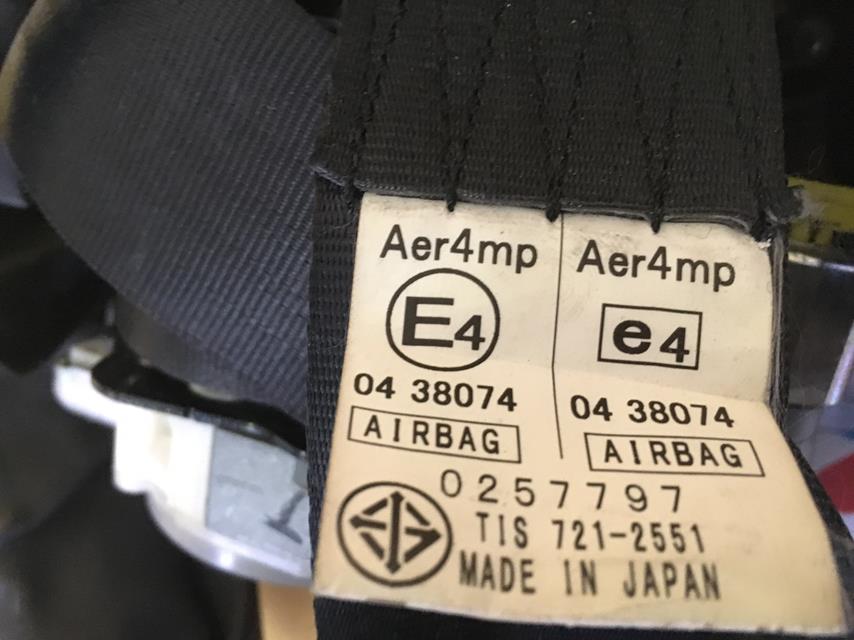 Aer4mp
E4
04 38074
AIRBAG
Aer4mp
e4
04 38074
AIRBAG
0257797
TIS 721-2551
MADE IN JAPAN